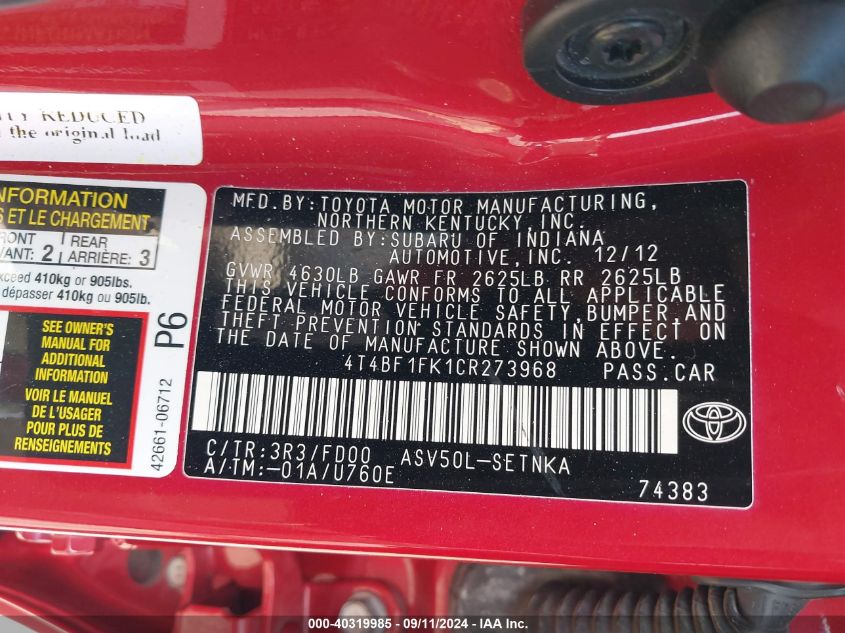 TY REDUCED
the original load
INFORMATION
S ET LE CHARGEMENT
FRONT
VANT: 2
REAR
ARRIÈRE: 3
exceed 410kg or 905lbs.
dépasser 410kg ou 905lb.
SEE OWNER'S
MANUAL FOR
ADDITIONAL
INFORMATION
VOIR LE MANUEL
DE L'USAGER
POUR PLUS DE
RENSEIGNEMENTS
P6
42661-06712
MFD.BY:TOYOTA MOTOR MANUFACTURING,
NORTHERN KENTUCKY, INC.
ASSEMBLED BY:SUBARU OF INDIANA
AUTOMOTIVE, INC. 12/12
GVWR 4630LB GAWR FR 2625LB RR 2625LB
THIS VEHICLE CONFORMS TO ALL APPLICABLE
FEDERAL MOTOR VEHICLE SAFETY,BUMPER,AND
THEFT PREVENTION STANDARDS IN EFFECT ON
THE DATE OF MANUFACTURE SHOWN ABOVE.
4T4BF1FK1CR273968 PASS.CAR
C/TR:3R3/FD00 ASV50L-SETNKA
A/TM:-01A/U760E
74383
000-40319985 - 09/11/2024 - IAA Inc.